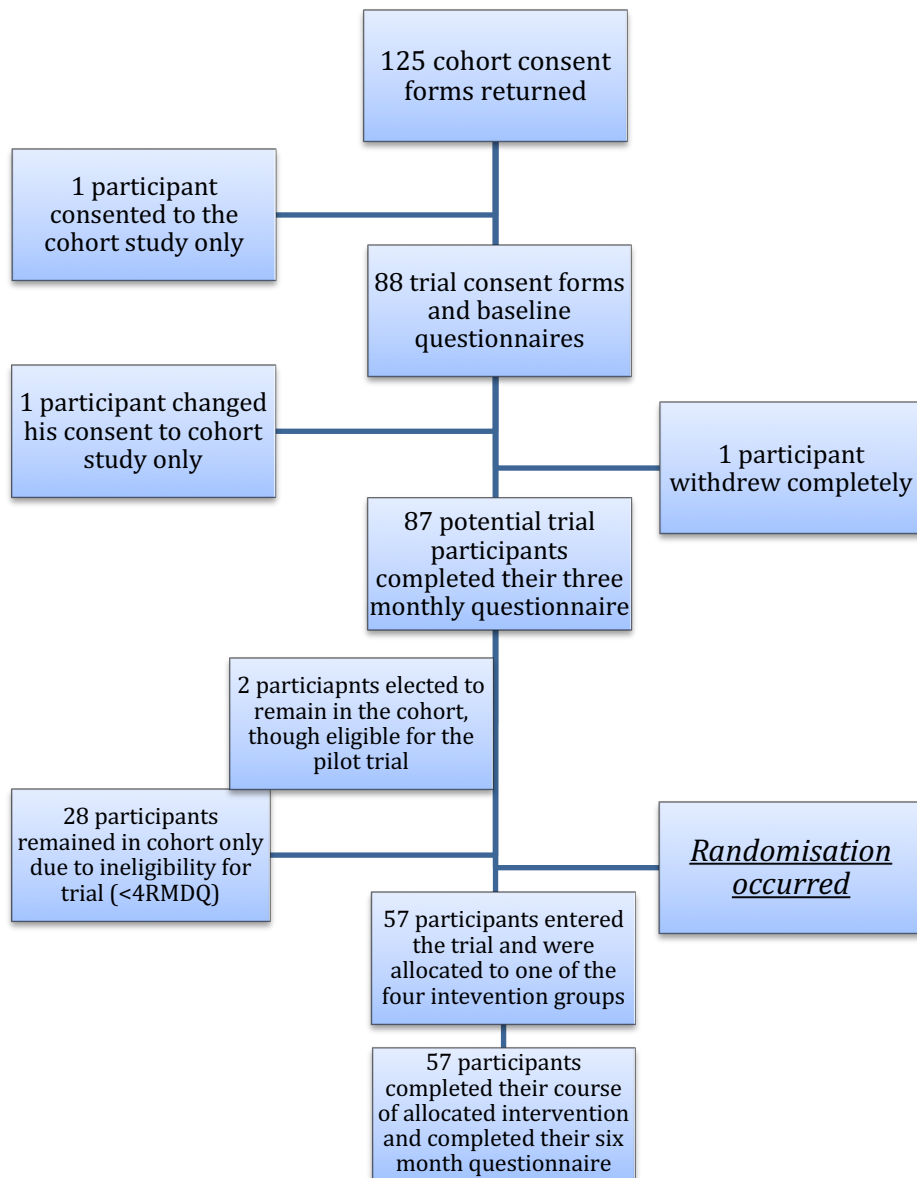 125 cohort consent
forms returned
1 participant
consented to the
cohort study only
88 trial consent forms
and baseline
questionnaires
1 participant changed
his consent to cohort
study only
1 participant
withdrew completely
87 potential trial
participants
completed their three
monthly questionnaire
2 particiapnts elected to
remain in the cohort,
though eligible for the
pilot trial
28 participants
remained in cohort only
due to ineligibility for
trial (<4RMDQ)
Randomisation
occurred
57 participants entered
the trial and were
allocated to one of the
four intevention groups
57 participants
completed their course
of allocated intervention
and completed their six
month questionnaire